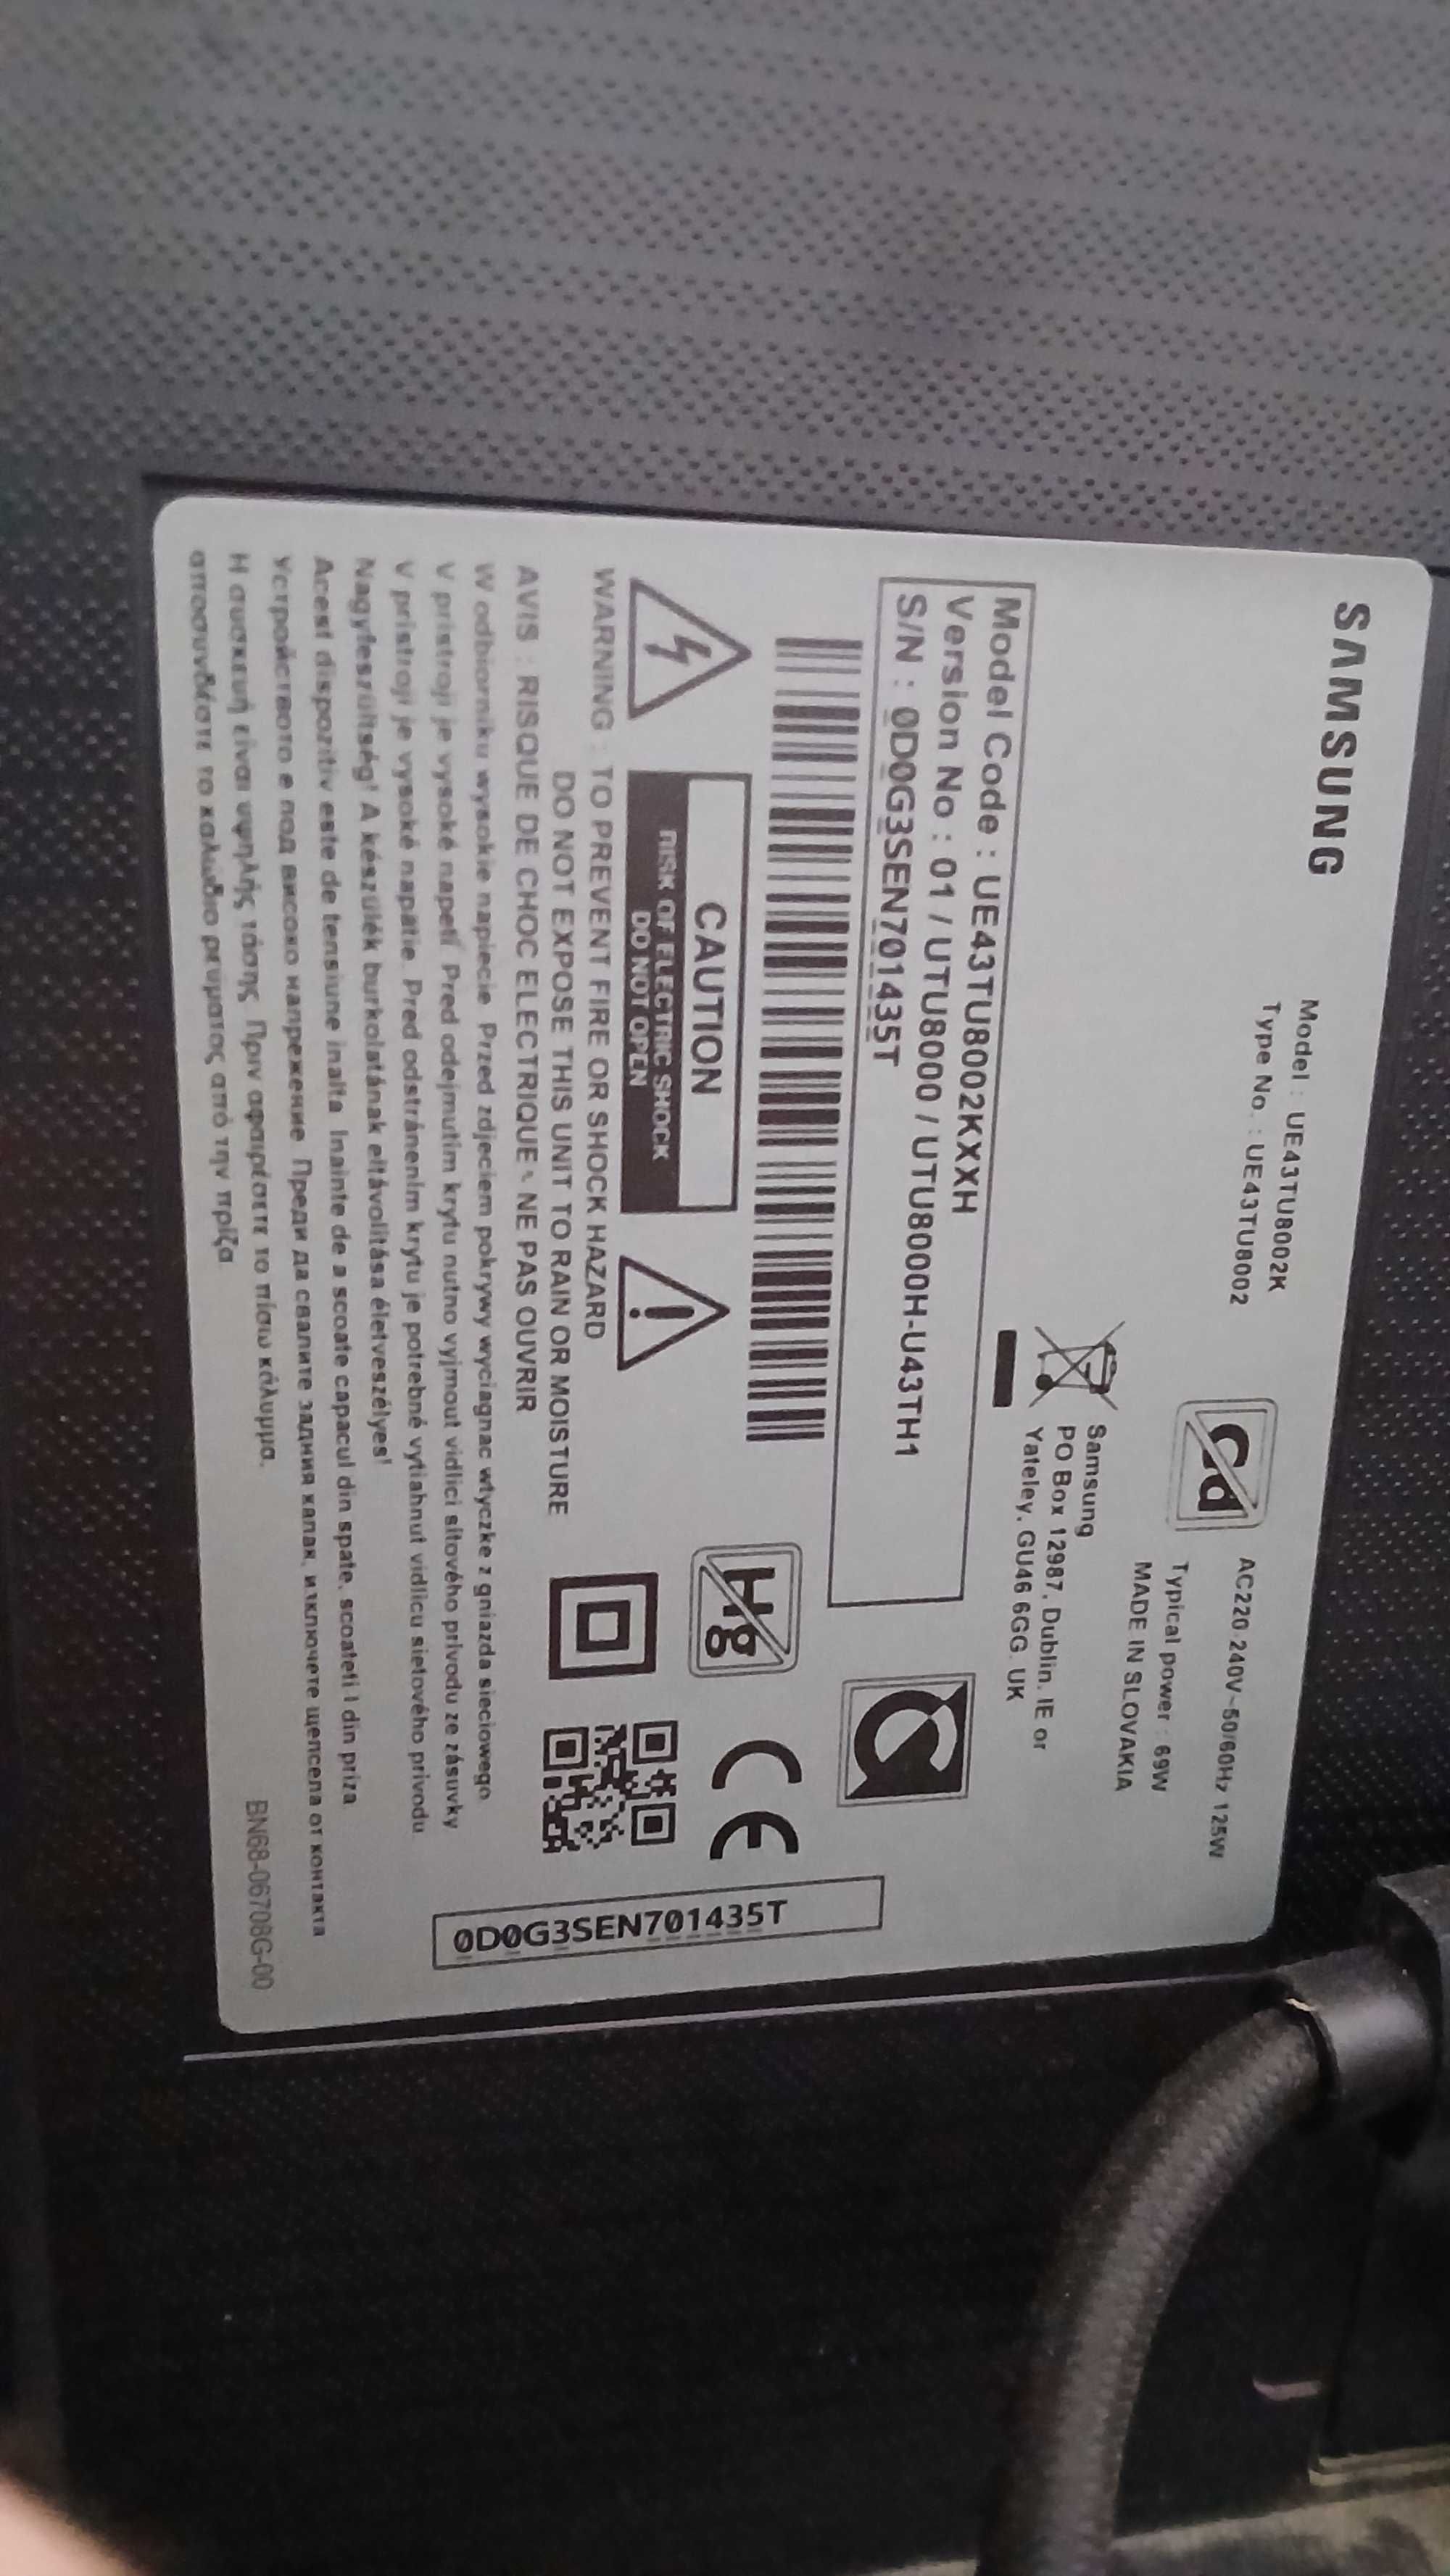 SAMSUNG
Model : UE43TU8002K
Type No. : UE43TU8002
Cd
AC220-240V~50/60Hz 125W
Typical power : 69W
MADE IN SLOVAKIA
Samsung
PO Box 12987, Dublin. IE or
Yateley, GU46 6GG. UK
Model Code : UE43TU8002KXXH
Version No : 01 / UTU8000 / UTU8000H-U43TH1
S/N : 0D0G3SEN701435T
Hg
CE
CAUTION
RISK OF ELECTRIC SHOCK
DO NOT OPEN
WARNING : TO PREVENT FIRE OR SHOCK HAZARD
DO NOT EXPOSE THIS UNIT TO RAIN OR MOISTURE
AVIS : RISQUE DE CHOC ELECTRIQUE - NE PAS OUVRIR
W odbiorniku wysokie napiecie. Przed zdjeciem pokrywy wyciagnac wtyczke z gniazda sieciowego
V pristroji je vysoké napetí. Pred odejmutim krytu nutno vyjmout vidlici sitového privodu ze zásuvky
V prístroji je vysoké napätie. Pred odstránením krytu je potrebné vytiahnut vidlicu sietového privodu.
Nagyfeszültség! A készülék burkolatának eltávolítása életveszélyes!
Acest dispozitiv este de tensiune inalta. Inainte de a scoate capacul din spate, scoateti l din priza
Устройството е под високо напрежение. Преди да свалите задния капак, изключете щепсела от контакта
Η συσκευή είναι υψηλής τάσης. Πριν αφαιρέσετε το πίσω κάλυμμα,
αποσυνδέστε το καλώδιο ρεύματος από την πρίζα
0D0G3SEN701435T
BN68-06708G-00